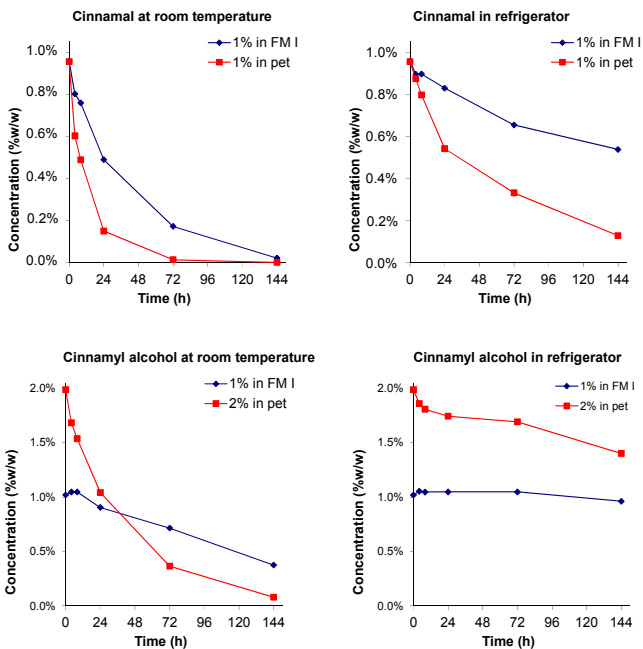 Cinnamal at room temperature
1% in FM I
1% in pet
Concentration (%w/w)
1.0%
0.8%
0.6%
0.4%
0.2%
0.0%
0 24 48 72 96 120 144
Time (h)
Cinnamal in refrigerator
1% in FM I
1% in pet
Concentration (%w/w)
1.0%
0.8%
0.6%
0.4%
0.2%
0.0%
0 24 48 72 96 120 144
Time (h)
Cinnamyl alcohol at room temperature
1% in FM I
2% in pet
Concentration (%w/w)
2.0%
1.5%
1.0%
0.5%
0.0%
0 24 48 72 96 120 144
Time (h)
Cinnamyl alcohol in refrigerator
1% in FM I
2% in pet
Concentration (%w/w)
2.0%
1.5%
1.0%
0.5%
0.0%
0 24 48 72 96 120 144
Time (h)